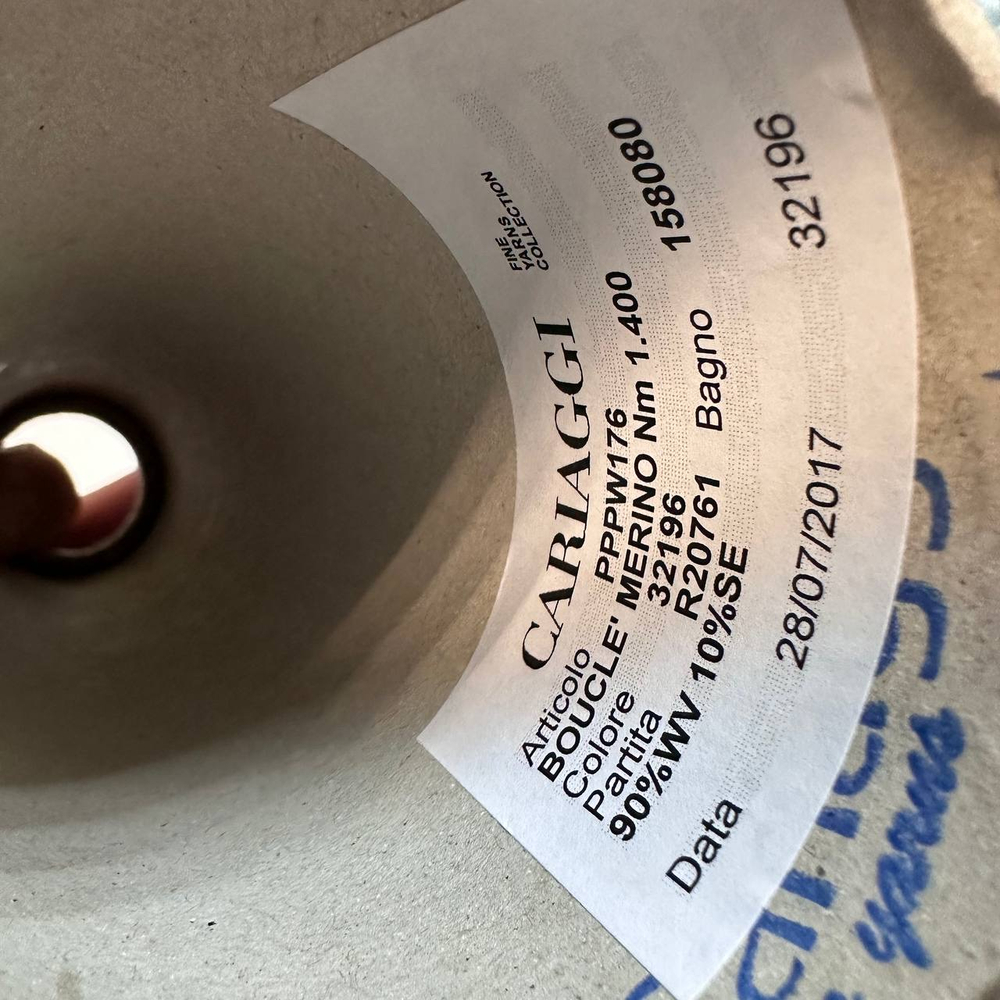 CARIAGGI
FINE
YARNS
COLLECTION
Articolo PPPW176
BOUCLE' MERINO Nm 1.400
Colore 32196 158080
Partita R20761 Bagno
90%WV 10%SE
Data 28/07/2017 32196